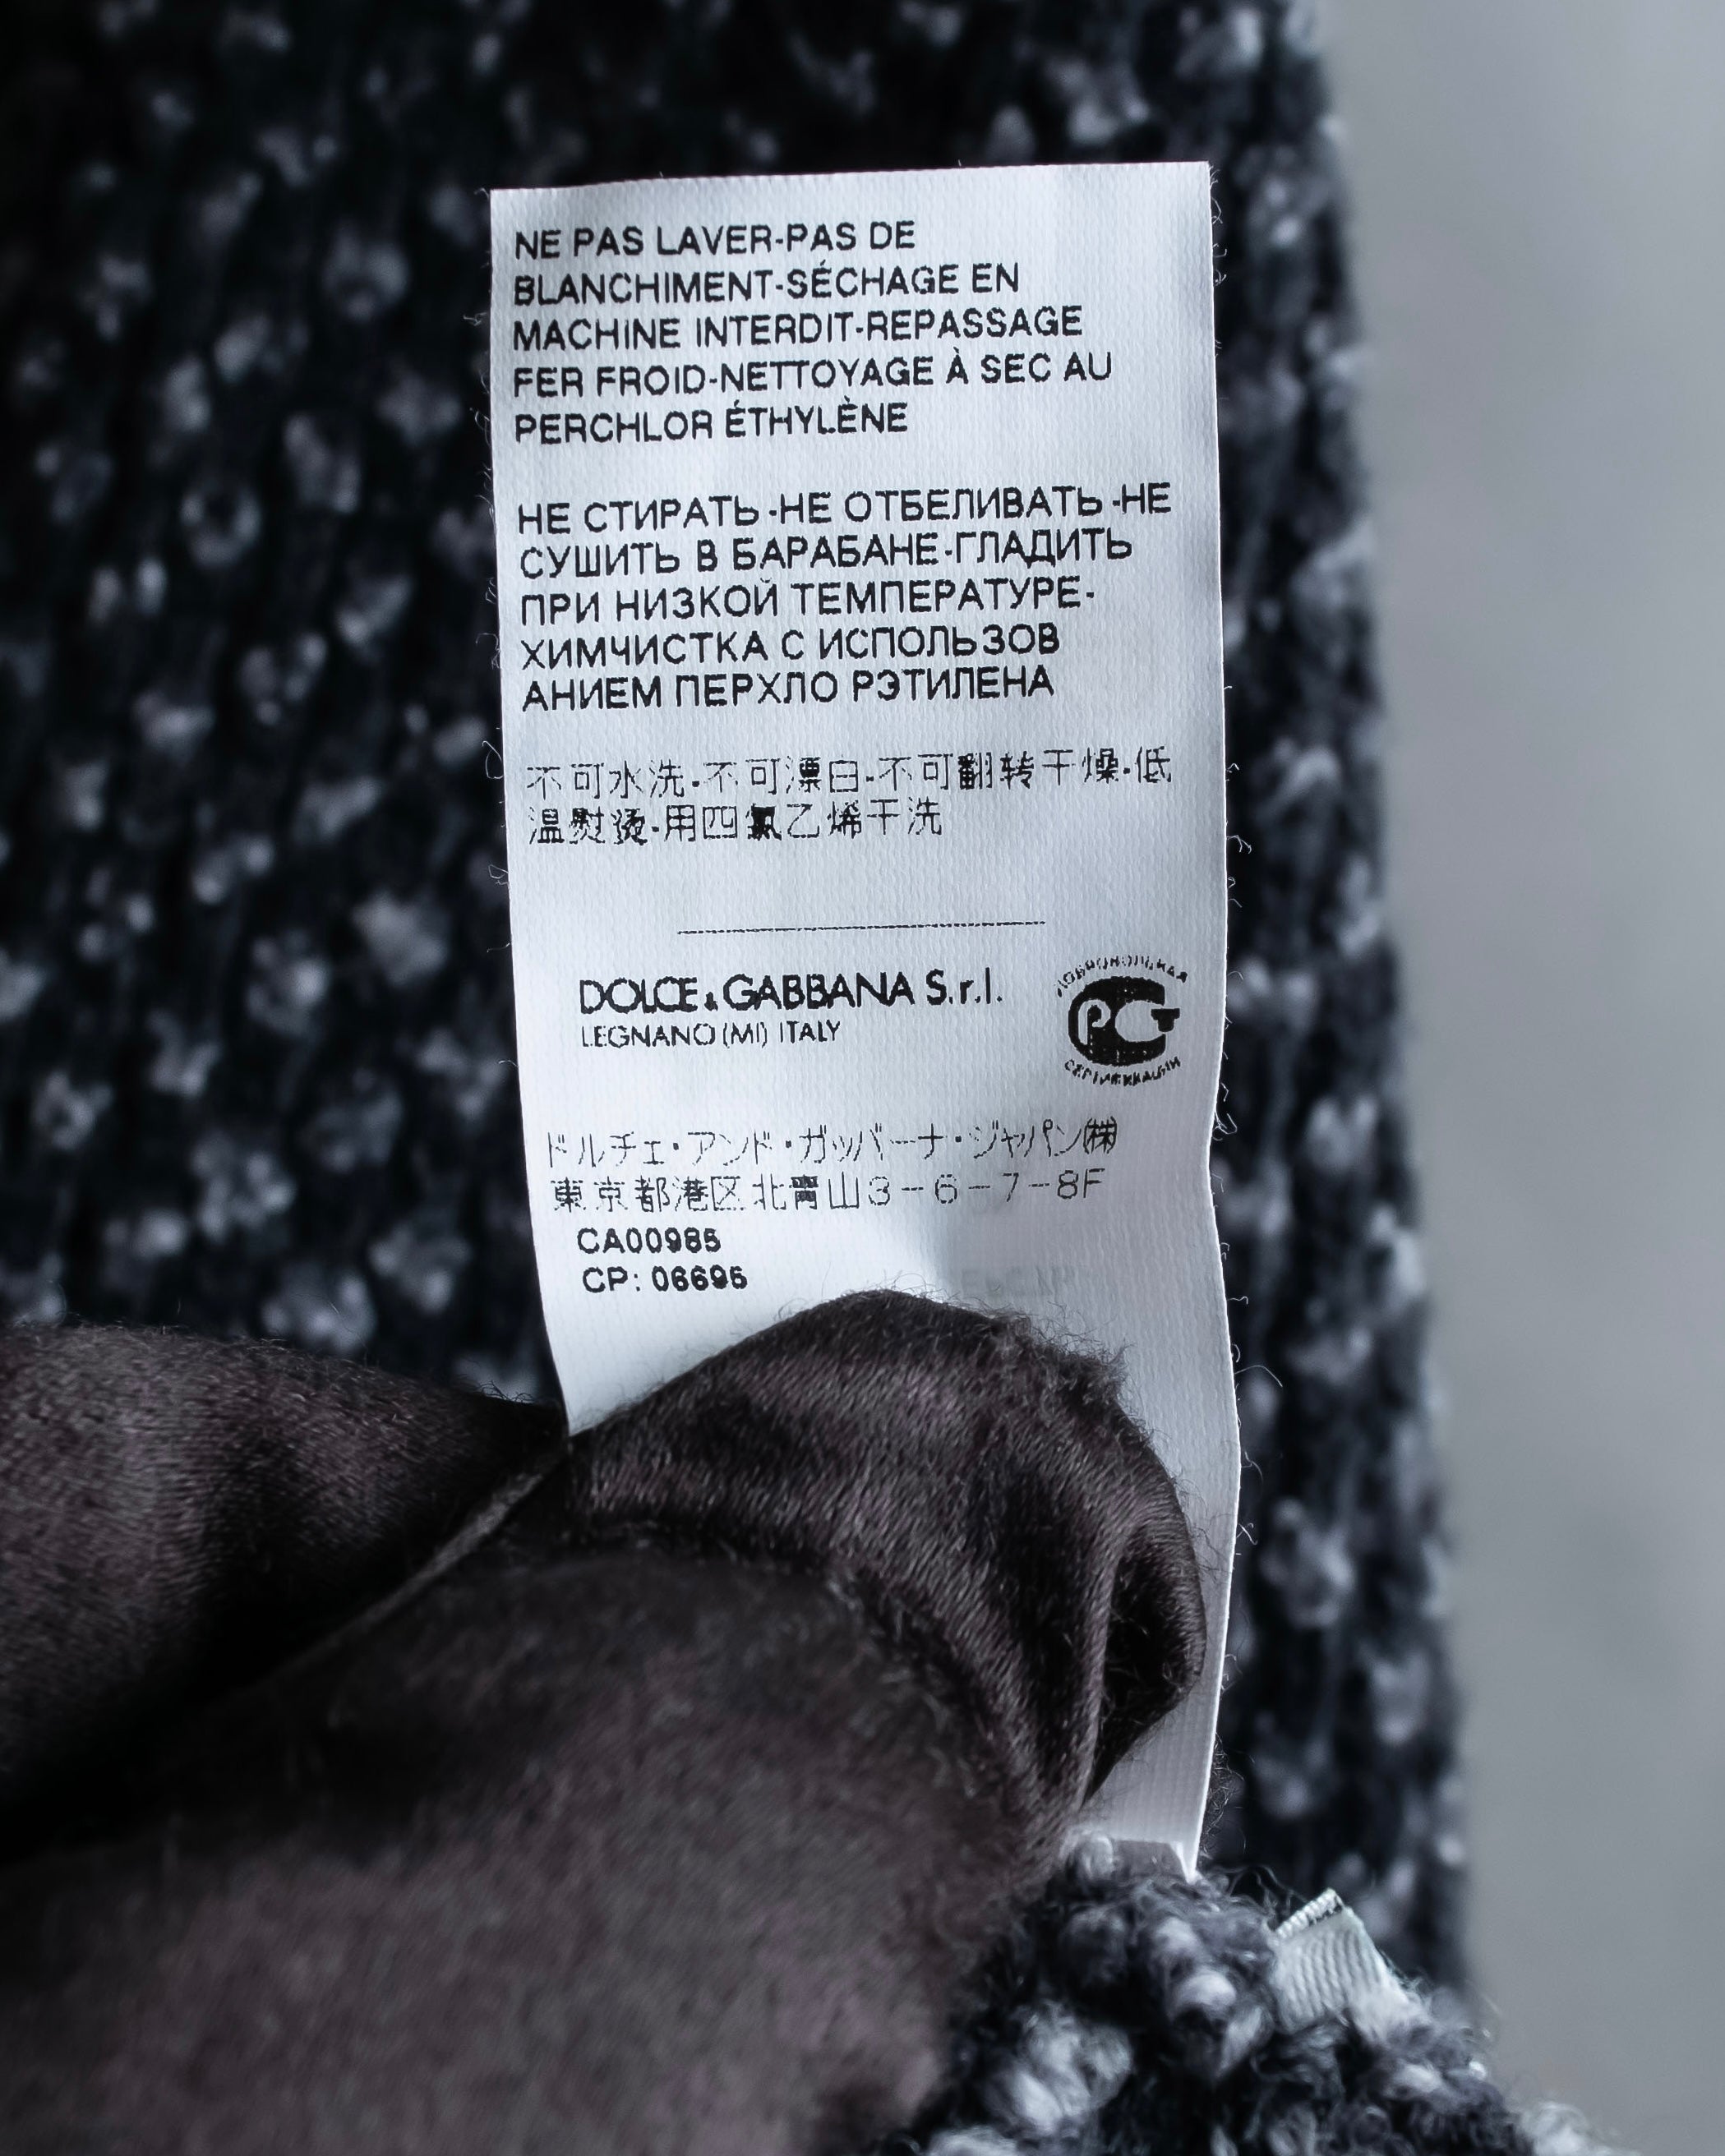 NE PAS LAVER-PAS DE
BLANCHIMENT-SÉCHAGE EN
MACHINE INTERDIT-REPASSAGE
FER FROID-NETTOYAGE À SEC AU
PERCHLOR ÉTHYLÈNE
НЕ СТИРАТЬ-НЕ ОТБЕЛИВАТЬ-НЕ
СУШИТЬ В БАРАБАНЕ-ГЛАДИТЬ
ПРИ НИЗКОЙ ТЕМПЕРАТУРЕ-
ХИМЧИСТКА С ИСПОЛЬЗОВ
АНИЕМ ПЕРХЛО РЭТИЛЕНА
不可水洗-不可漂白-不可翻转干燥-低
温熨烫-用四氯乙烯干洗
DOLCE & GABBANA S.r.l.
LEGNANO (MI) ITALY
ДОБРОВОЛЬНАЯ
РСТ
СЕРТИФИКАЦИЯ
ドルチェ・アンド・ガッバーナ・ジャパン㈱
東京都港区北青山3-6-7-8F
CA00985
CP: 06696